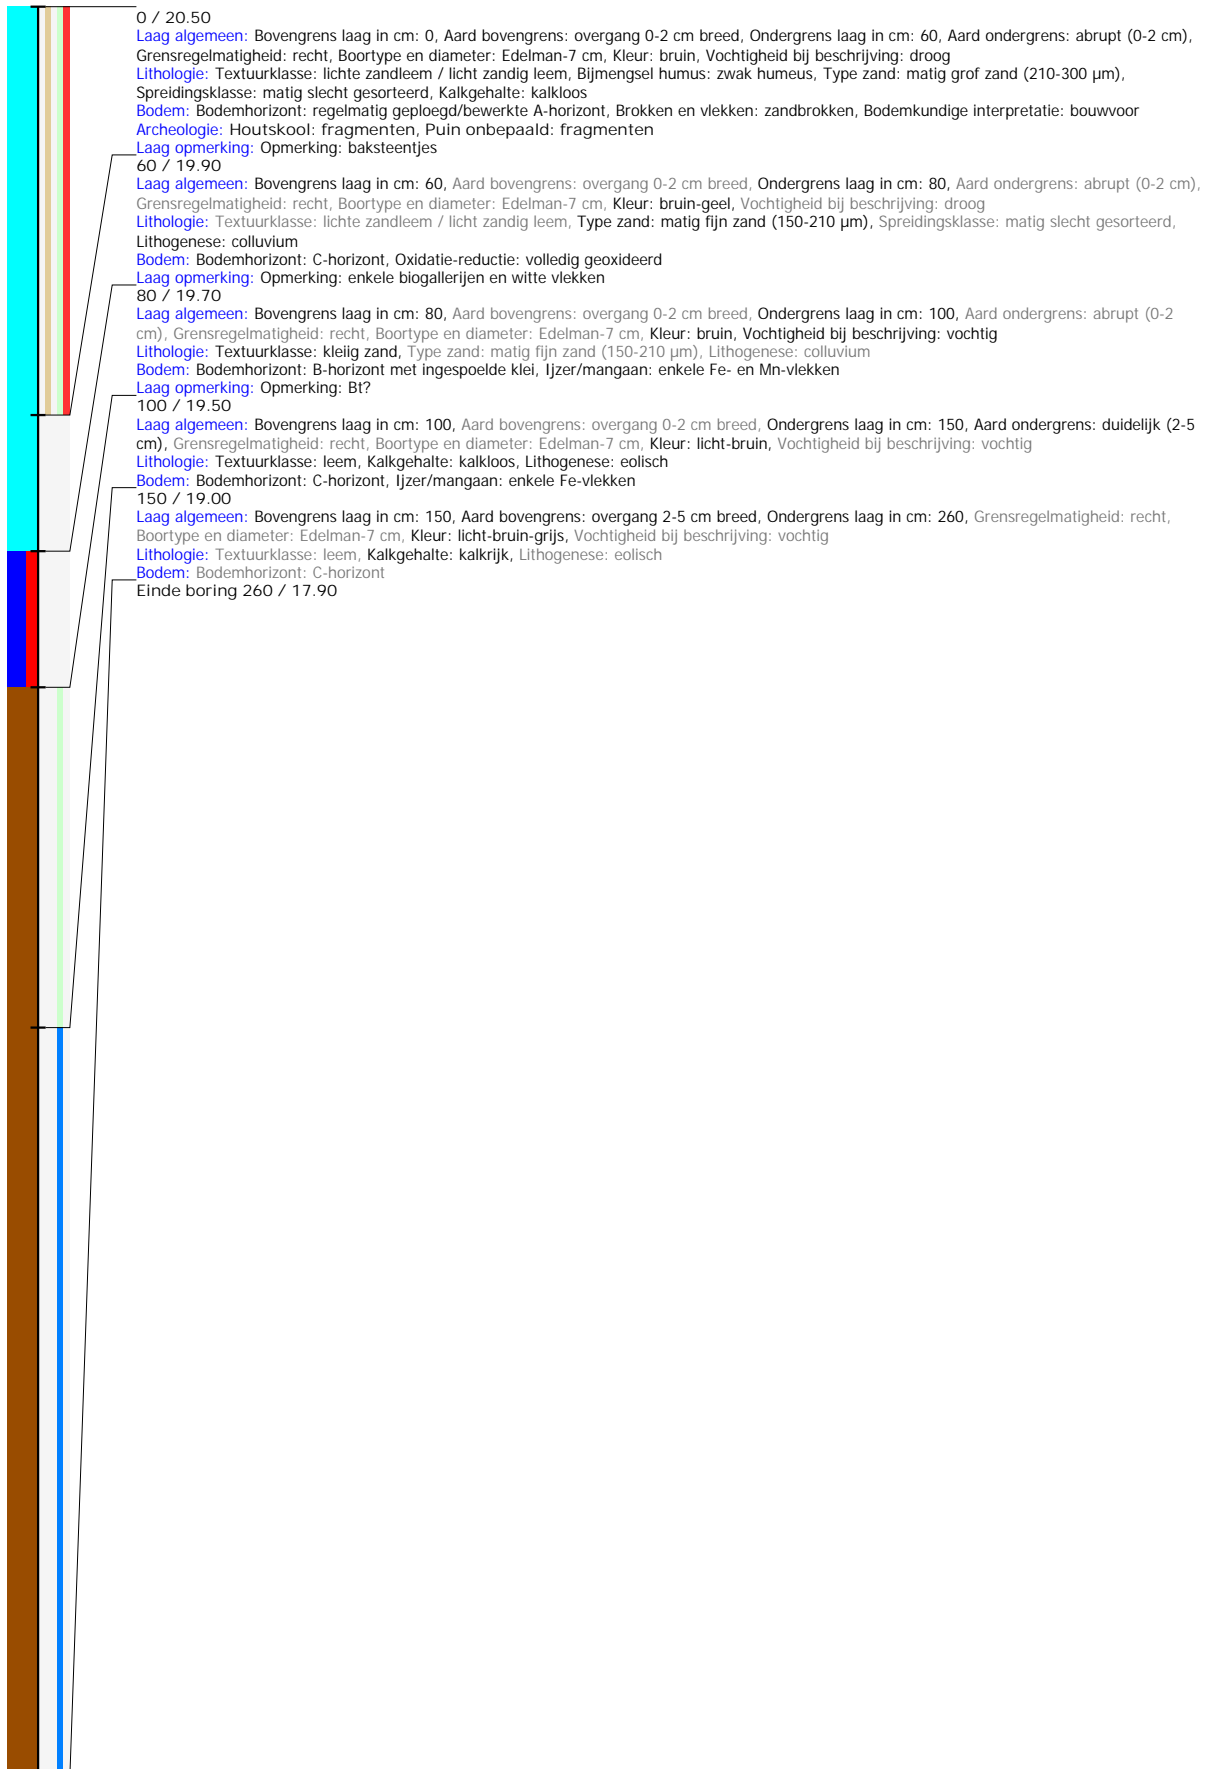 0 / 20.50
Laag algemeen: Bovengrens laag in cm: 0, Aard bovengrens: overgang 0-2 cm breed, Ondergrens laag in cm: 60, Aard ondergrens: abrupt (0-2 cm),
Grensregelmatigheid: recht, Boortype en diameter: Edelman-7 cm, Kleur: bruin, Vochtigheid bij beschrijving: droog
Lithologie: Textuurklasse: lichte zandleem / licht zandig leem, Bijmengsel humus: zwak humeus, Type zand: matig grof zand (210-300 µm),
Spreidingsklasse: matig slecht gesorteerd, Kalkgehalte: kalkloos
Bodem: Bodemhorizont: regelmatig geploegd/bewerkte A-horizont, Brokken en vlekken: zandbrokken, Bodemkundige interpretatie: bouwvoor
Archeologie: Houtskool: fragmenten, Puin onbepaald: fragmenten
Laag opmerking: Opmerking: baksteentjes
60 / 19.90
Laag algemeen: Bovengrens laag in cm: 60, Aard bovengrens: overgang 0-2 cm breed, Ondergrens laag in cm: 80, Aard ondergrens: abrupt (0-2 cm),
Grensregelmatigheid: recht, Boortype en diameter: Edelman-7 cm, Kleur: bruin-geel, Vochtigheid bij beschrijving: droog
Lithologie: Textuurklasse: lichte zandleem / licht zandig leem, Type zand: matig fijn zand (150-210 µm), Spreidingsklasse: matig slecht gesorteerd,
Lithogenese: colluvium
Bodem: Bodemhorizont: C-horizont, Oxidatie-reductie: volledig geoxideerd
Laag opmerking: Opmerking: enkele biogallerijen en witte vlekken
80 / 19.70
Laag algemeen: Bovengrens laag in cm: 80, Aard bovengrens: overgang 0-2 cm breed, Ondergrens laag in cm: 100, Aard ondergrens: abrupt (0-2
cm), Grensregelmatigheid: recht, Boortype en diameter: Edelman-7 cm, Kleur: bruin, Vochtigheid bij beschrijving: vochtig
Lithologie: Textuurklasse: kleiig zand, Type zand: matig fijn zand (150-210 µm), Lithogenese: colluvium
Bodem: Bodemhorizont: B-horizont met ingespoelde klei, Ijzer/mangaan: enkele Fe- en Mn-vlekken
Laag opmerking: Opmerking: Bt?
100 / 19.50
Laag algemeen: Bovengrens laag in cm: 100, Aard bovengrens: overgang 0-2 cm breed, Ondergrens laag in cm: 150, Aard ondergrens: duidelijk (2-5
cm), Grensregelmatigheid: recht, Boortype en diameter: Edelman-7 cm, Kleur: licht-bruin, Vochtigheid bij beschrijving: vochtig
Lithologie: Textuurklasse: leem, Kalkgehalte: kalkloos, Lithogenese: eolisch
Bodem: Bodemhorizont: C-horizont, Ijzer/mangaan: enkele Fe-vlekken
150 / 19.00
Laag algemeen: Bovengrens laag in cm: 150, Aard bovengrens: overgang 2-5 cm breed, Ondergrens laag in cm: 260, Grensregelmatigheid: recht,
Boortype en diameter: Edelman-7 cm, Kleur: licht-bruin-grijs, Vochtigheid bij beschrijving: vochtig
Lithologie: Textuurklasse: leem, Kalkgehalte: kalkrijk, Lithogenese: eolisch
Bodem: Bodemhorizont: C-horizont
Einde boring 260 / 17.90